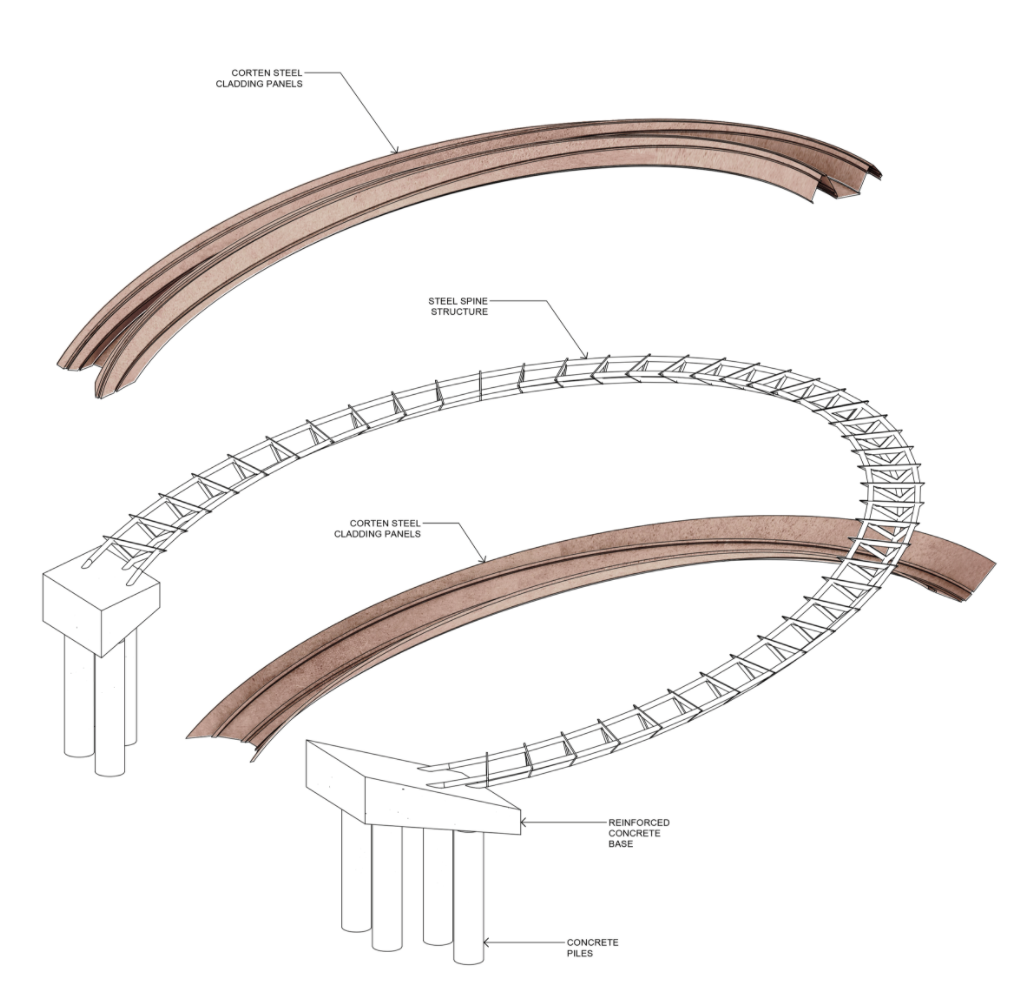 CORTEN STEEL
CLADDING PANELS
STEEL SPINE
STRUCTURE
CORTEN STEEL
CLADDING PANELS
REINFORCED
CONCRETE
BASE
CONCRETE
PILES